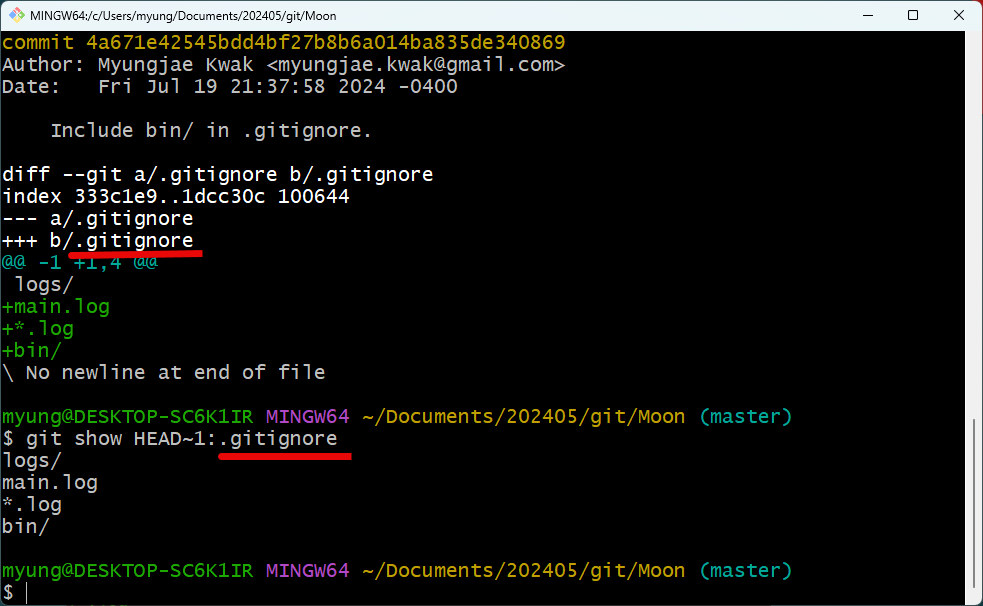 MINGW64:/c/Users/myung/Documents/202405/git/Moon
commit 4a671e42545bdd4bf27b8b6a014ba835de340869
Author: Myungjae Kwak <myungjae.kwak@gmail.com>
Date:   Fri Jul 19 21:37:58 2024 -0400
    Include bin/ in .gitignore.
diff --git a/.gitignore b/.gitignore
index 333c1e9..1dcc30c 100644
--- a/.gitignore
+++ b/.gitignore
@@ -1 +1,4 @@
 logs/
+main.log
+*.log
+bin/
\ No newline at end of file
myung@DESKTOP-SC6K1IR MINGW64 ~/Documents/202405/git/Moon (master)
$ git show HEAD~1:.gitignore
logs/
main.log
*.log
bin/
myung@DESKTOP-SC6K1IR MINGW64 ~/Documents/202405/git/Moon (master)
$